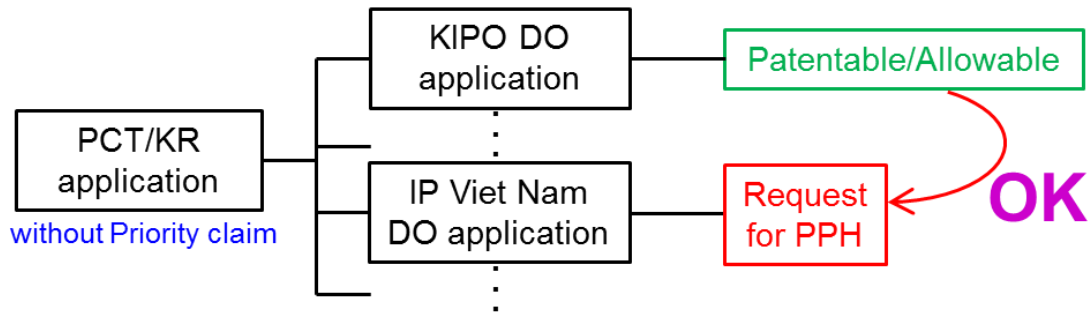 KIPO DO
application
Patentable/Allowable
PCT/KR
application
without Priority claim
IP Viet Nam
DO application
Request
for PPH
OK